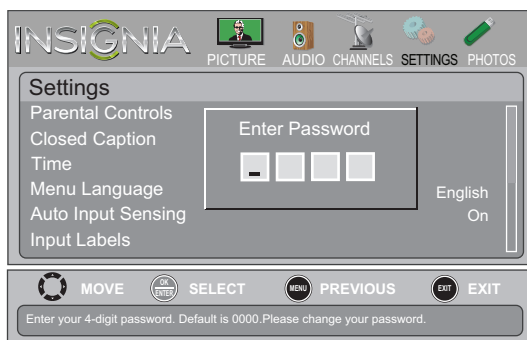 INSIGNIA
PICTURE AUDIO CHANNELS SETTINGS PHOTOS
Settings
Parental Controls
Closed Caption
Time
Menu Language English
Auto Input Sensing On
Input Labels
Enter Password
MOVE OK ENTER SELECT MENU PREVIOUS EXIT EXIT
Enter your 4-digit password. Default is 0000.Please change your password.